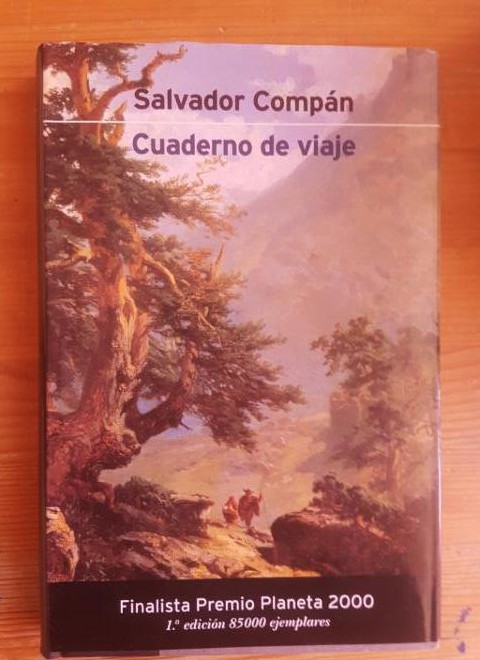 Salvador Compán
Cuaderno de viaje
Finalista Premio Planeta 2000
1.ª edición 85000 ejemplares